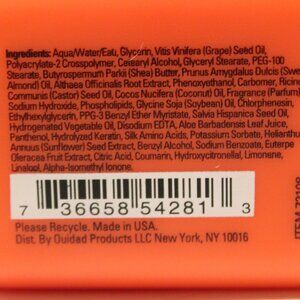 Ingredients: Aqua/Water/Eau, Glycerin, Vitis Vinifera (Grape) Seed Oil,
Polyacrylate-2 Crosspolymer, Cetearyl Alcohol, Glyceryl Stearate, PEG-100
Stearate, Butyrospermum Parkii (Shea) Butter, Prunus Amygdalus Dulcis (Sweet
Almond) Oil, Althaea Officinalis Root Extract, Phenoxyethanol, Carbomer, Ricinus
Communis (Castor) Seed Oil, Cocos Nucifera (Coconut) Oil, Fragrance (Parfum)
Sodium Hydroxide, Phospholipids, Glycine Soja (Soybean) Oil, Chlorphenesin,
Ethylhexylglycerin, PPG-3 Benzyl Ether Myristate, Salvia Hispanica Seed Oil,
Hydrogenated Vegetable Oil, Disodium EDTA, Aloe Barbadensis Leaf Juice,
Panthenol, Hydrolyzed Keratin, Silk Amino Acids, Potassium Sorbate, Helianthus
Annuus (Sunflower) Seed Extract, Benzyl Alcohol, Sodium Benzoate, Euterpe
Oleracea Fruit Extract, Citric Acid, Coumarin, Hydroxycitronellal, Limonene,
Linalool, Alpha-Isomethyl Ionone.
7 36658 54281 3
Please Recycle. Made in USA.
Dist. By Ouidad Products LLC New York, NY 10016